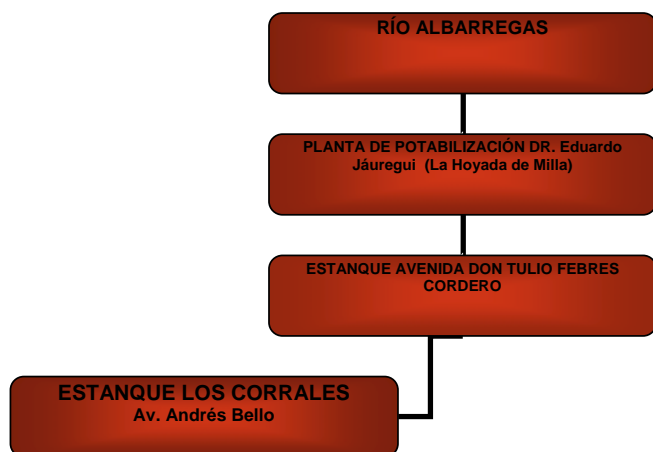 RÍO ALBARREGAS
PLANTA DE POTABILIZACIÓN DR. Eduardo
Jáuregui (La Hoyada de Milla)
ESTANQUE AVENIDA DON TULIO FEBRES
CORDERO
ESTANQUE LOS CORRALES
Av. Andrés Bello